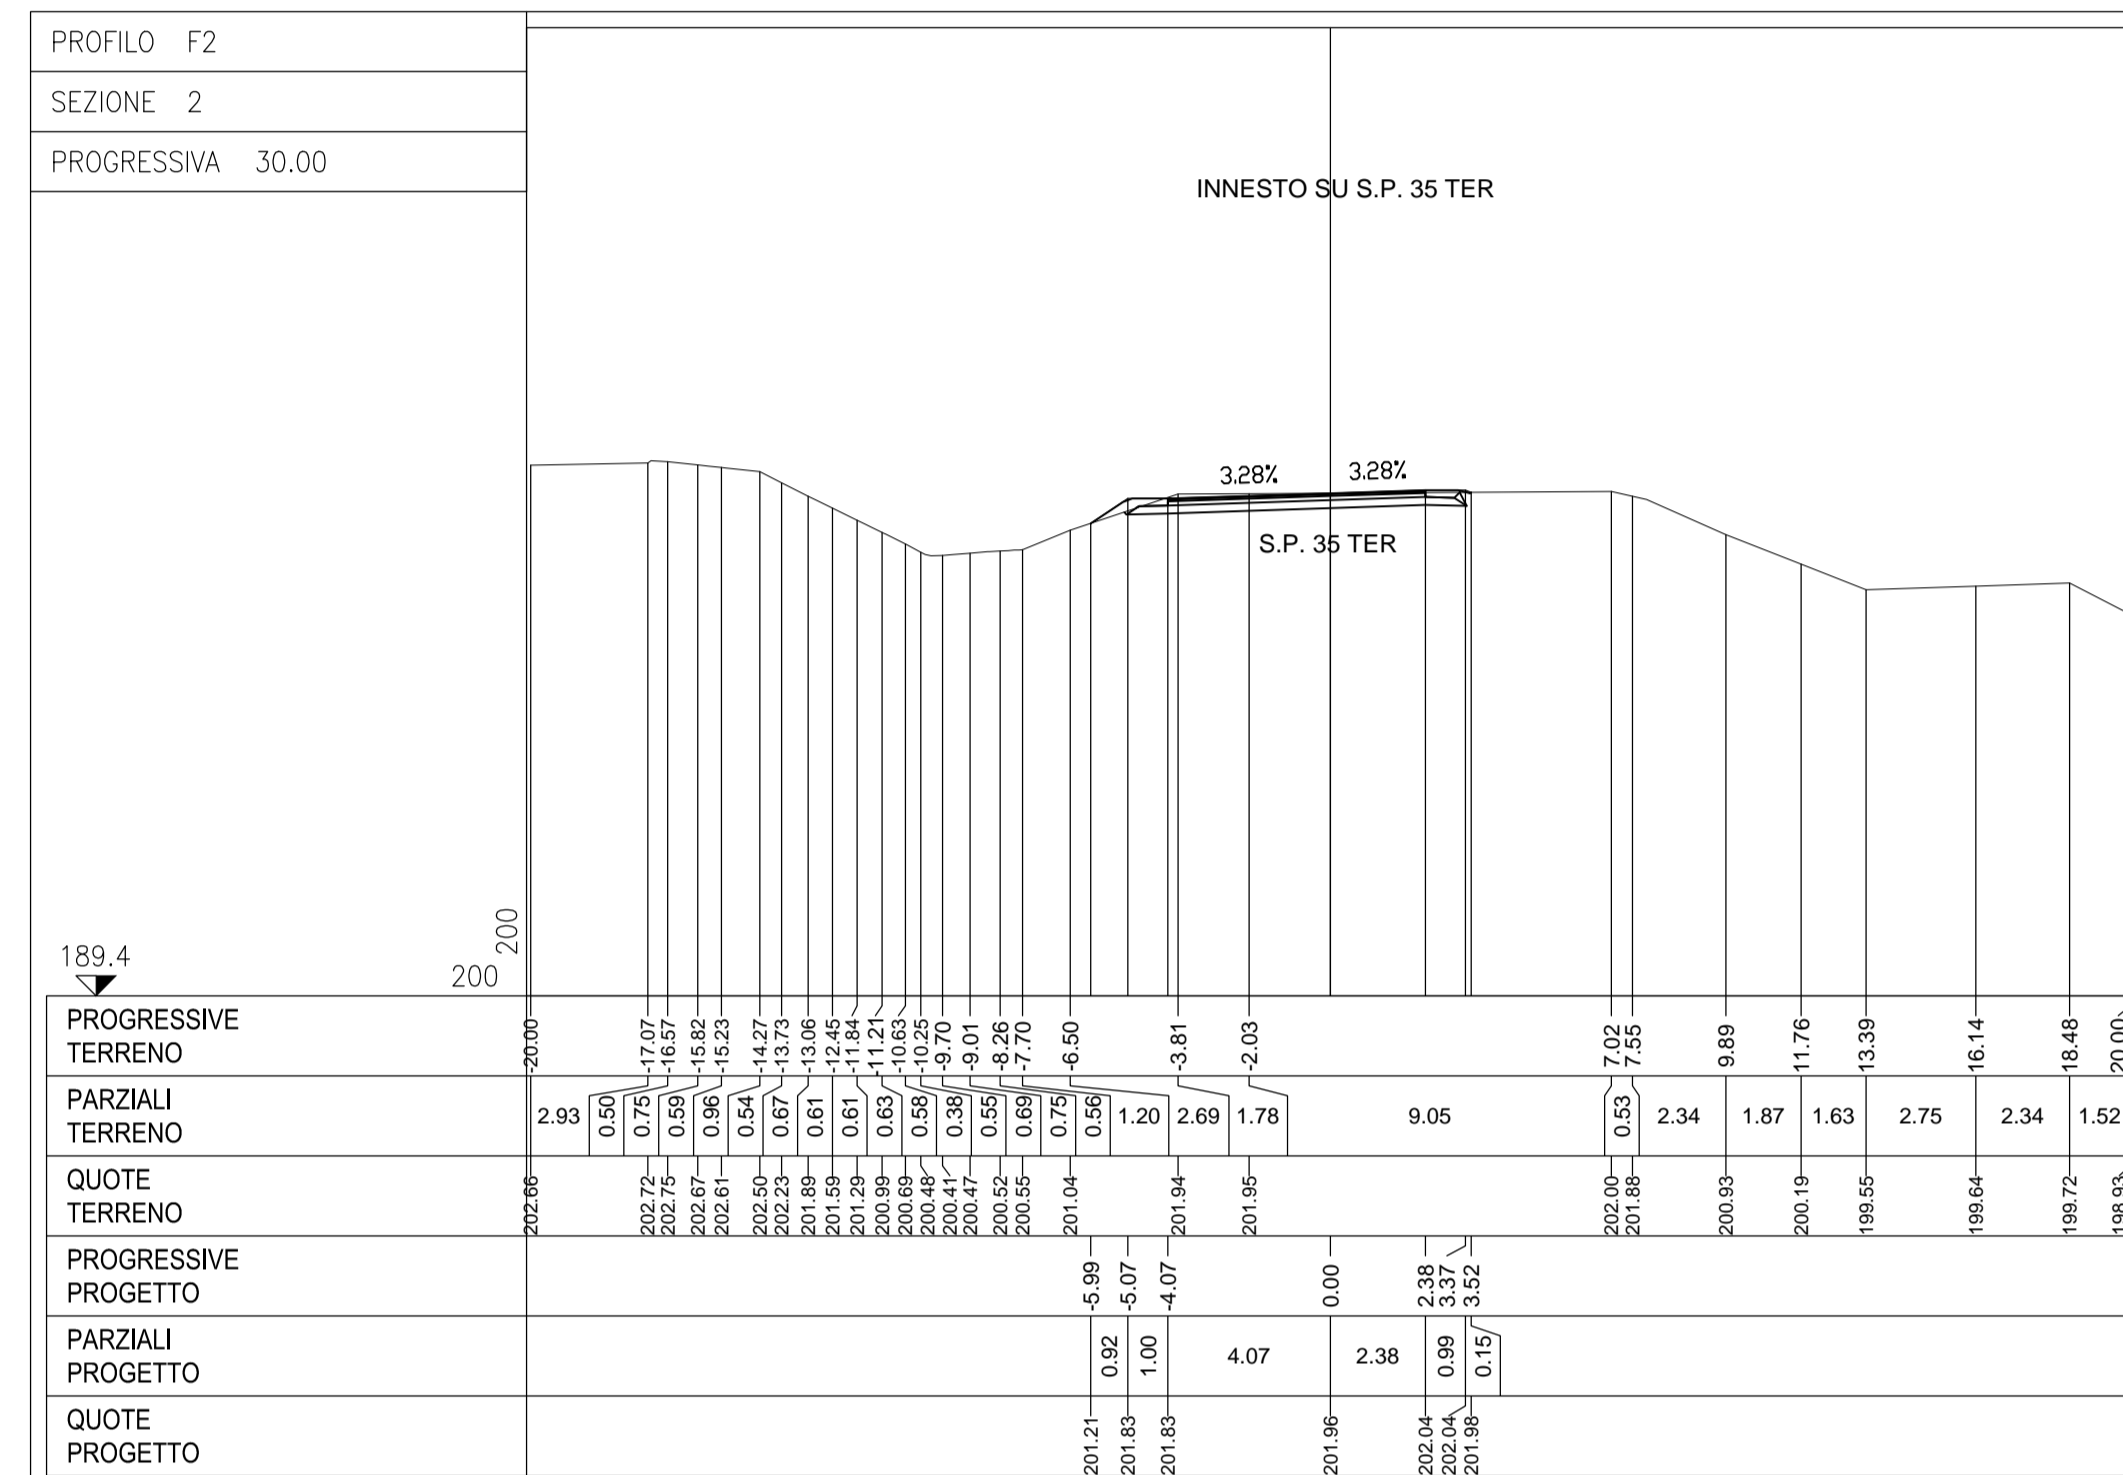 PROFILO F2
SEZIONE 2
PROGRESSIVA 30.00
INNESTO SU S.P. 35 TER
3.28% 3.28%
S.P. 35 TER
189.4
200
200
PROGRESSIVE
TERRENO
-20.00 -17.07 -16.57 -15.82 -15.23 -14.27 -13.73 -13.06 -12.45 -11.84 -11.21 -10.63 -10.25 -9.70 -9.01 -8.26 -7.70 -6.50 -3.81 -2.03 7.02 7.55 9.89 11.76 13.39 16.14 18.48 20.00
PARZIALI
TERRENO
2.93 0.50 0.75 0.59 0.96 0.54 0.67 0.61 0.61 0.63 0.58 0.38 0.55 0.69 0.75 0.56 1.20 2.69 1.78 9.05 0.53 2.34 1.87 1.63 2.75 2.34 1.52
QUOTE
TERRENO
202.66 202.72 202.75 202.67 202.61 202.50 202.23 201.89 201.59 201.29 200.99 200.69 200.48 200.41 200.47 200.52 200.55 201.04 201.94 201.95 202.00 201.88 200.93 200.19 199.55 199.64 199.72 198.93
PROGRESSIVE
PROGETTO
-5.99 -5.07 -4.07 0.00 2.38 3.37 3.52
PARZIALI
PROGETTO
0.92 1.00 4.07 2.38 0.99 0.15
QUOTE
PROGETTO
201.21 201.83 201.83 201.96 202.04 202.04 201.98